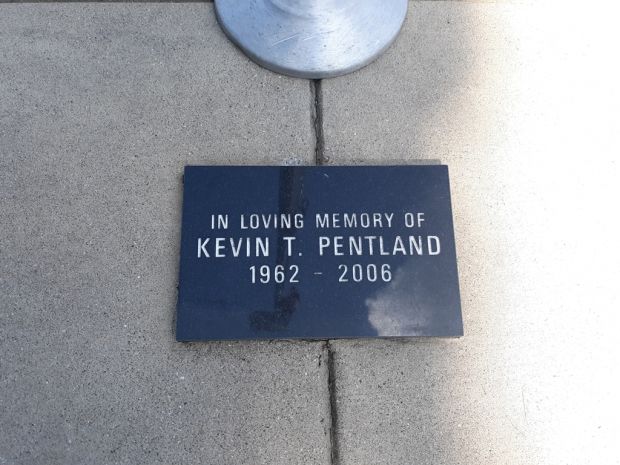 IN LOVING MEMORY OF
KEVIN T. PENTLAND
1962 - 2006